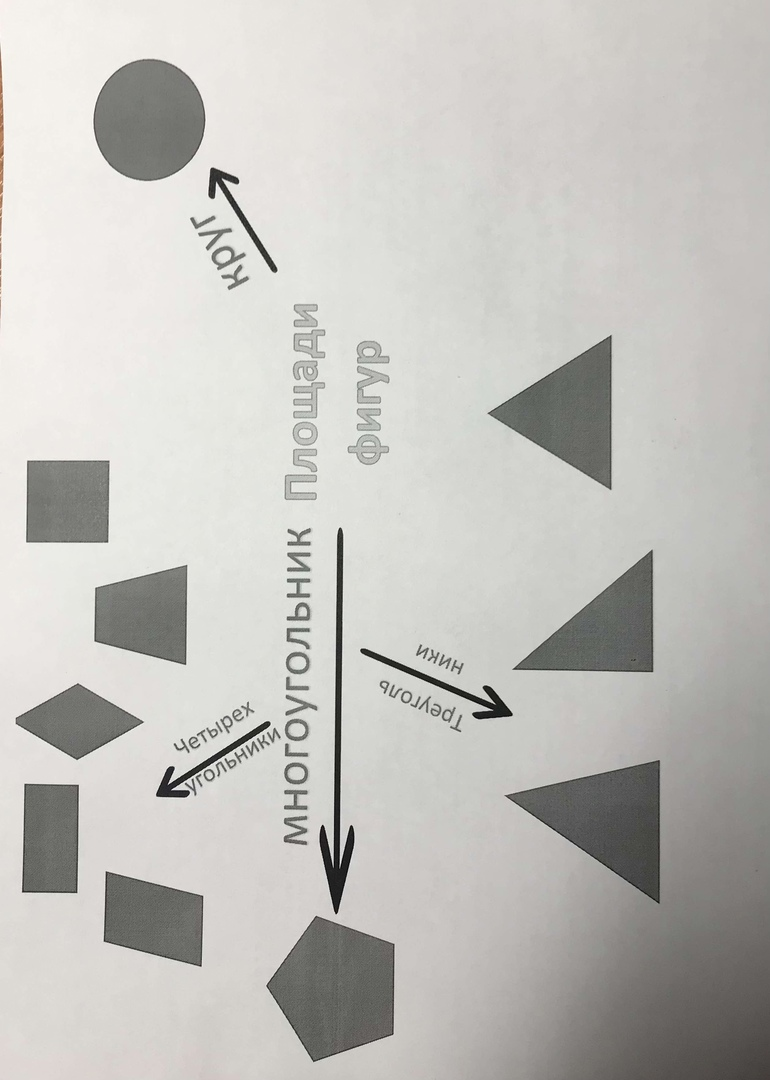 Площади
фигур
круг
многоугольник
Четырех
угольники
Треуголь
ники